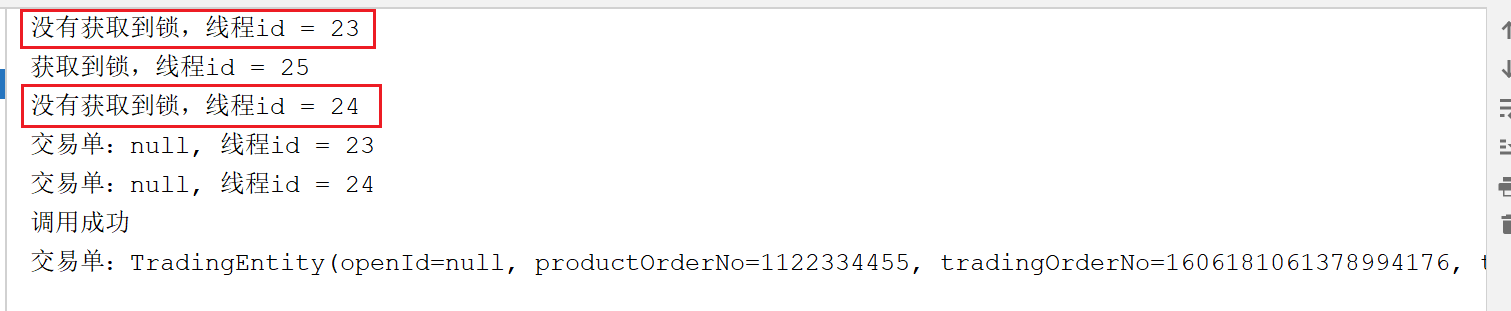 没有获取到锁，线程id = 23
获取到锁，线程id = 25
没有获取到锁，线程id = 24
交易单：null, 线程id = 23
交易单：null, 线程id = 24
调用成功
交易单：TradingEntity(openId=null, productOrderNo=1122334455, tradingOrderNo=1606181061378994176, t